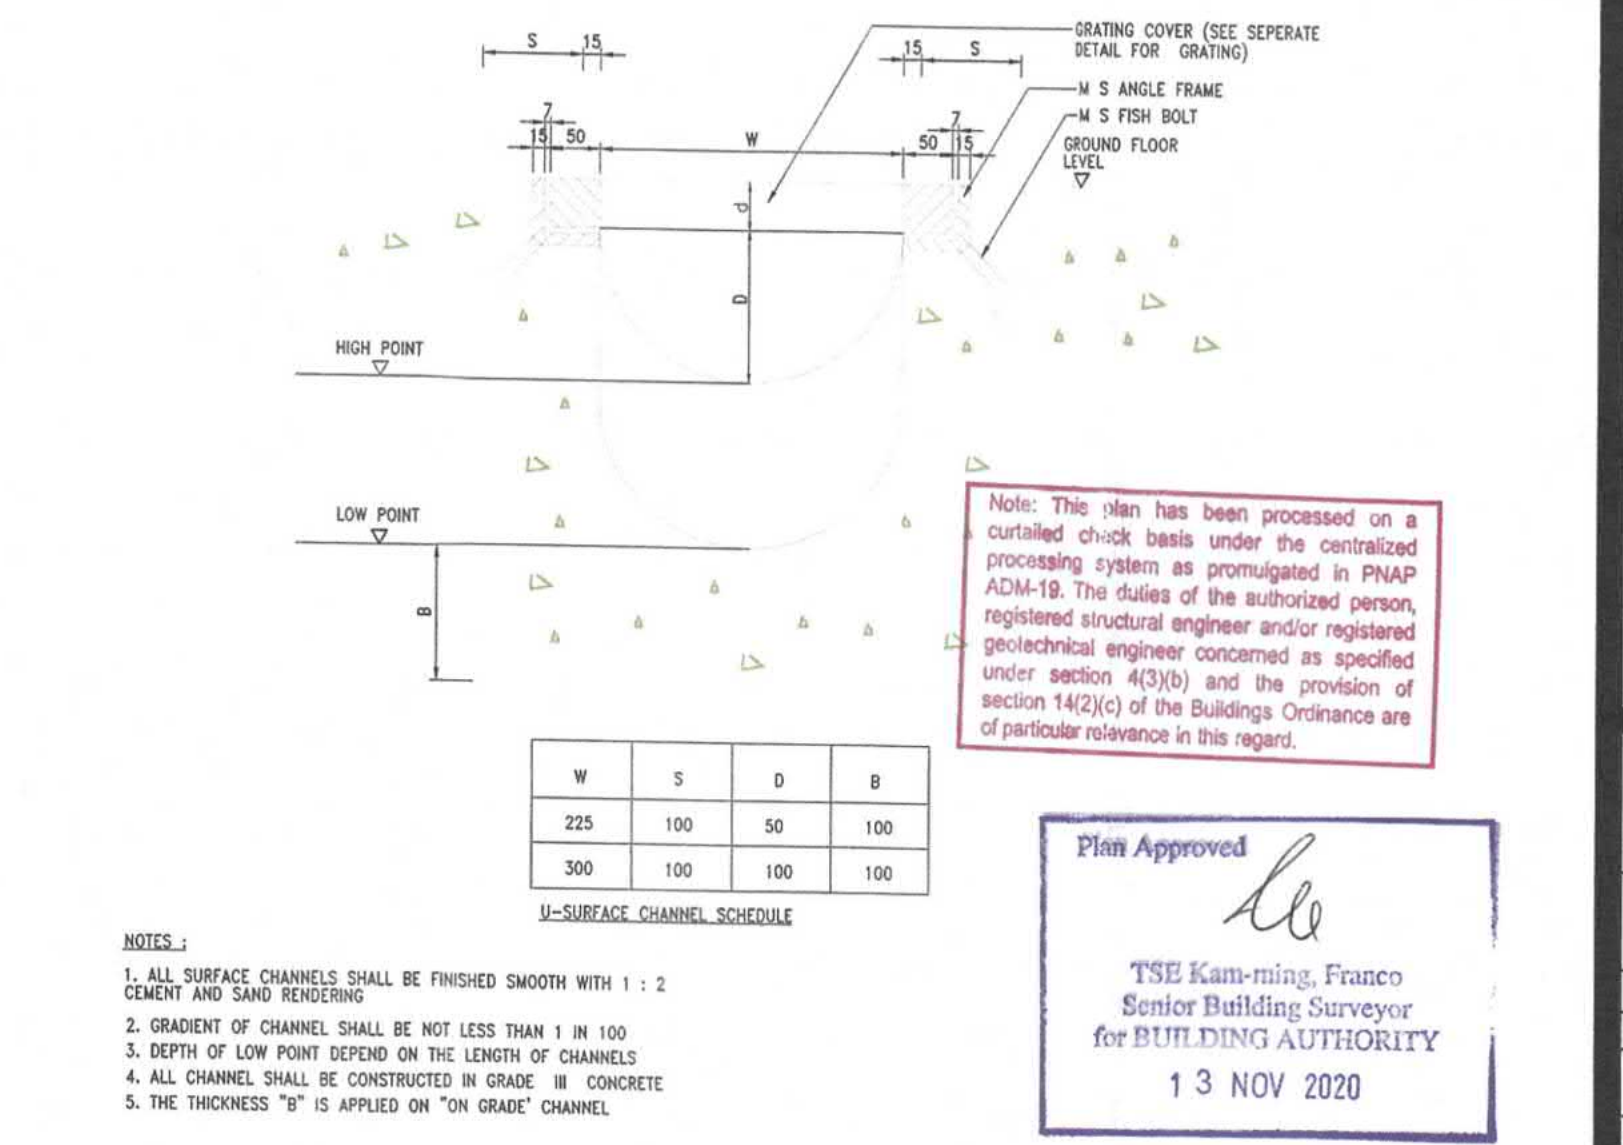 GRATING COVER (SEE SEPERATE
DETAIL FOR GRATING)
S 15
15 S
M S ANGLE FRAME
M S FISH BOLT
7
15 50
W
7
50 15
GROUND FLOOR
LEVEL
d
D
HIGH POINT
LOW POINT
B
Note: This plan has been processed on a
curtailed check basis under the centralized
processing system as promulgated in PNAP
ADM-19. The duties of the authorized person,
registered structural engineer and/or registered
geotechnical engineer concerned as specified
under section 4(3)(b) and the provision of
section 14(2)(c) of the Buildings Ordinance are
of particular relevance in this regard.
W S D B
225 100 50 100
300 100 100 100
U-SURFACE CHANNEL SCHEDULE
Plan Approved
TSE Kam-ming, Franco
Senior Building Surveyor
for BUILDING AUTHORITY
13 NOV 2020
NOTES :
1. ALL SURFACE CHANNELS SHALL BE FINISHED SMOOTH WITH 1 : 2
CEMENT AND SAND RENDERING
2. GRADIENT OF CHANNEL SHALL BE NOT LESS THAN 1 IN 100
3. DEPTH OF LOW POINT DEPEND ON THE LENGTH OF CHANNELS
4. ALL CHANNEL SHALL BE CONSTRUCTED IN GRADE III CONCRETE
5. THE THICKNESS "B" IS APPLIED ON "ON GRADE' CHANNEL